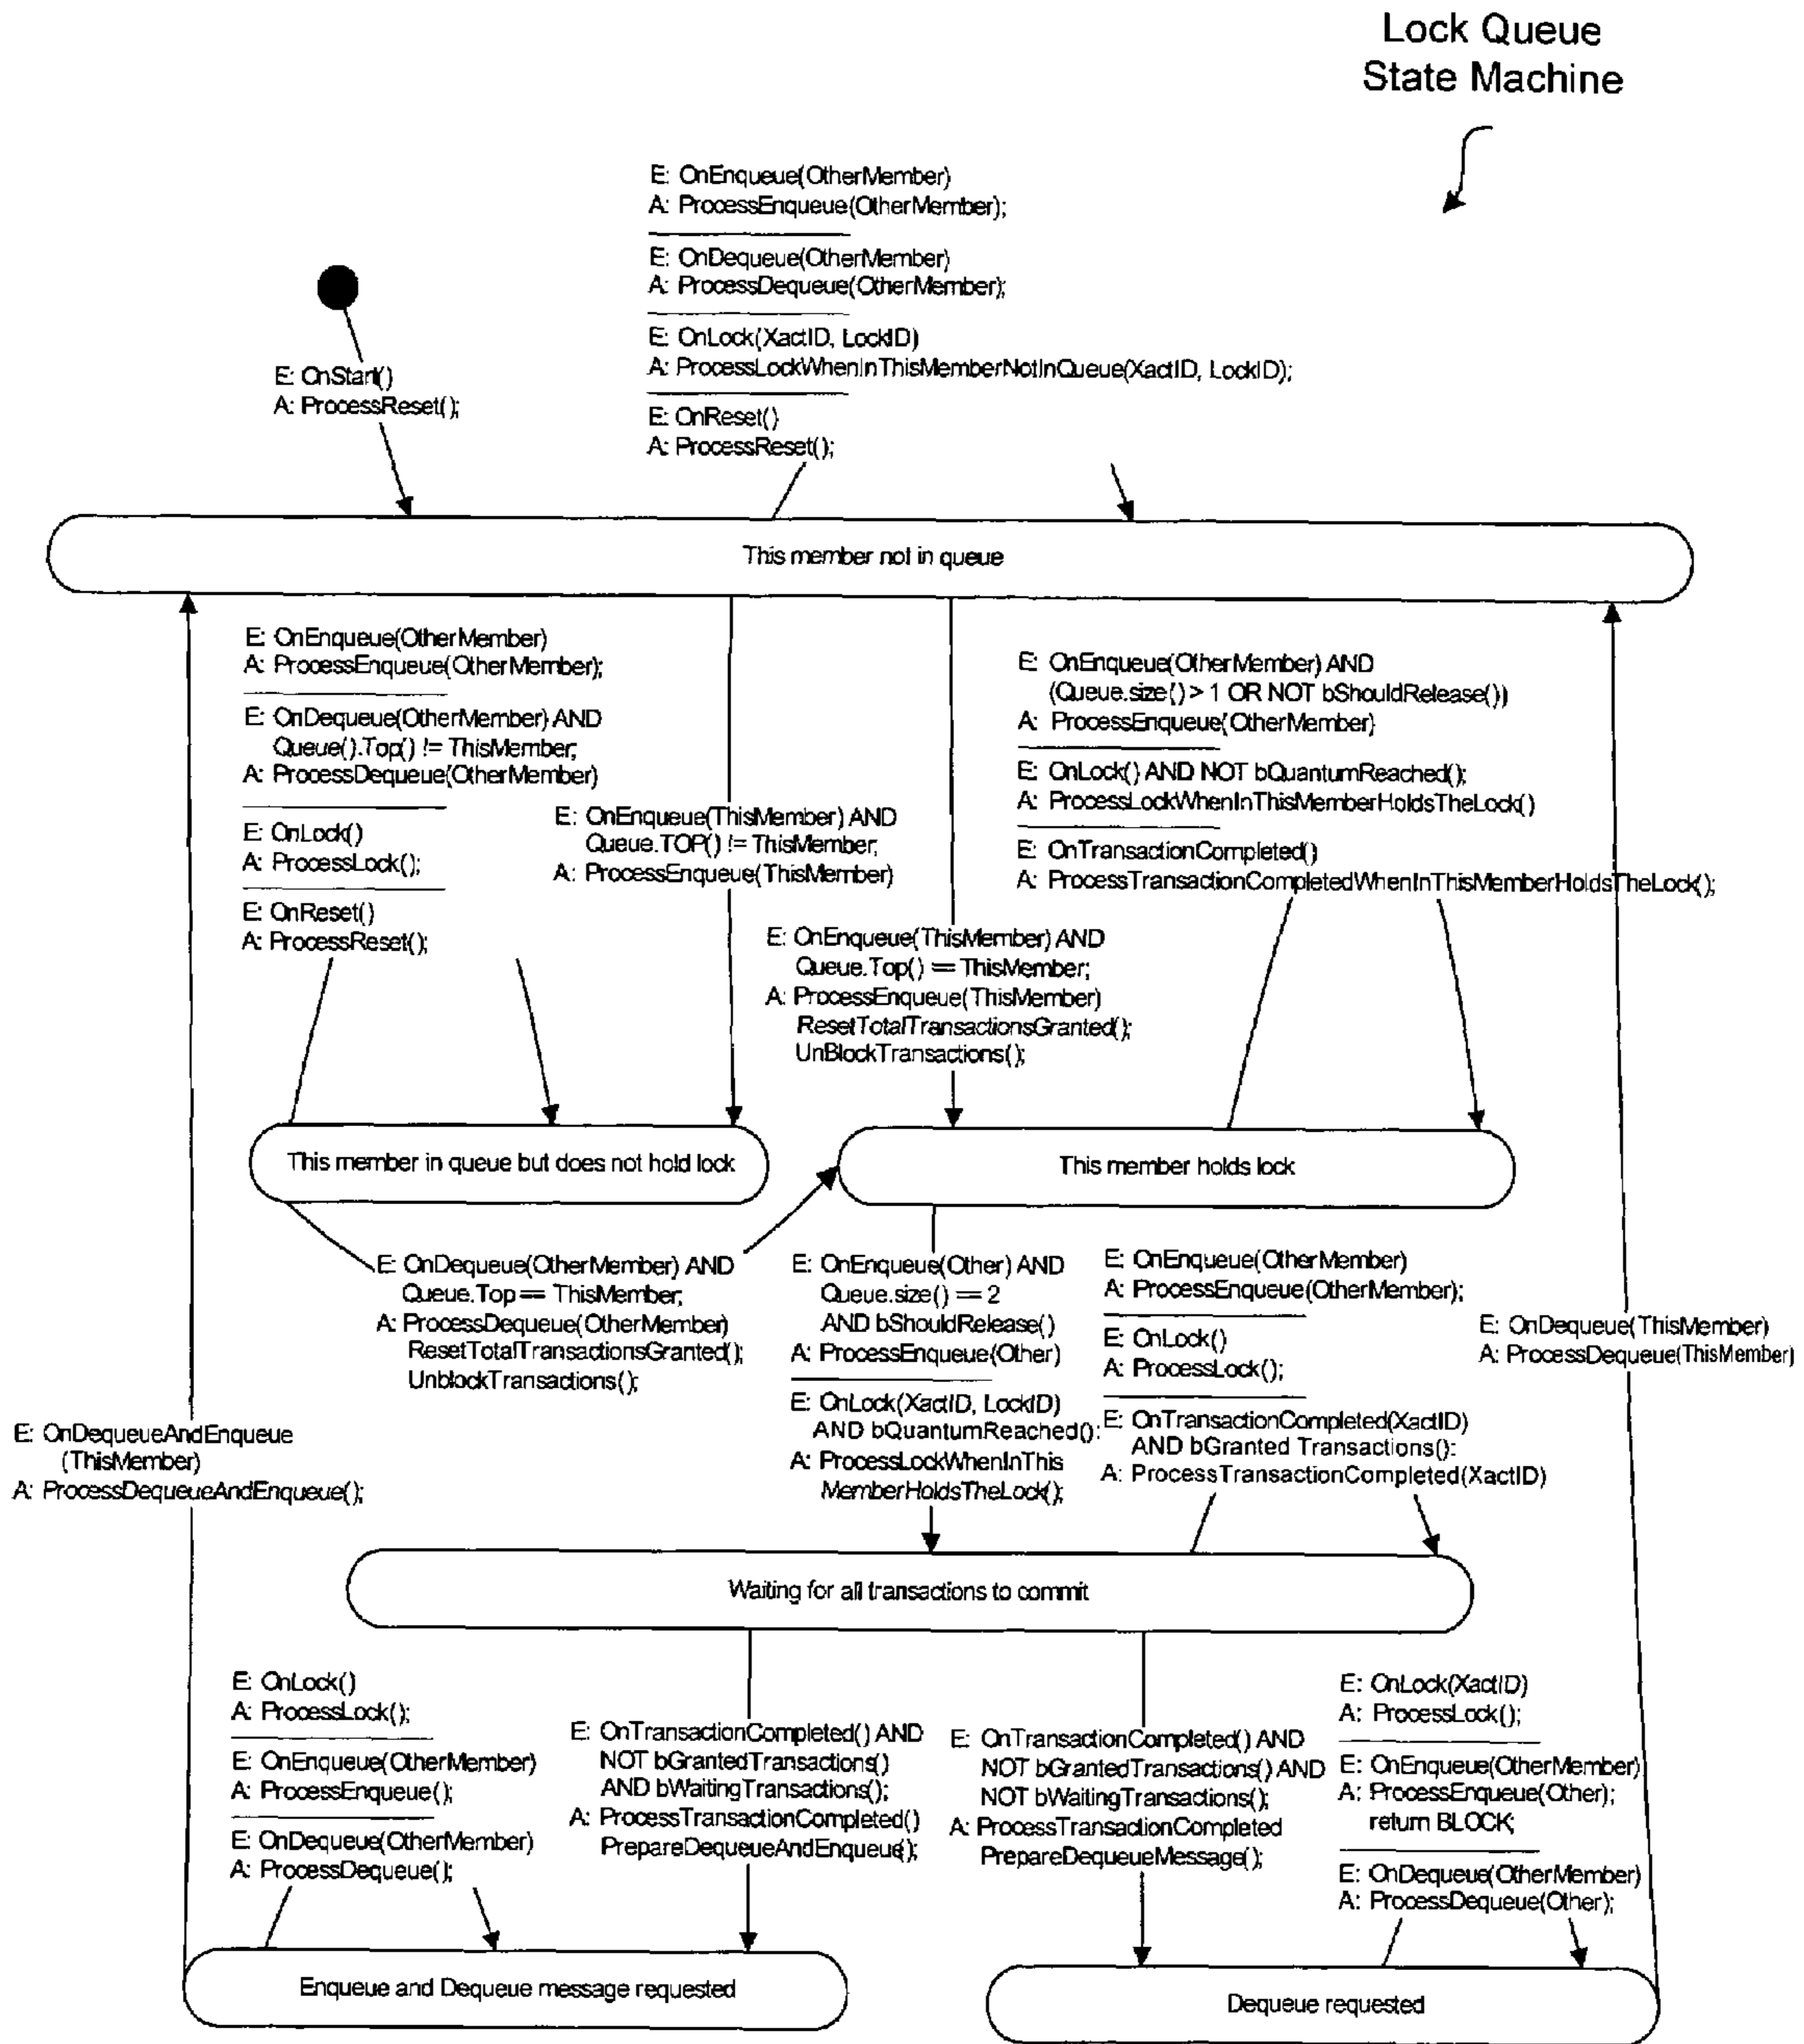 Lock Queue
State Machine
E: OnEnqueue(OtherMember)
A: ProcessEnqueue(OtherMember);
E: OnDequeue(OtherMember)
A: ProcessDequeue(OtherMember);
E: OnLock(XactID, LockID)
A: ProcessLockWhenInThisMemberNotInQueue(XactID, LockID);
E: OnReset()
A: ProcessReset();
E: OnStart()
A: ProcessReset();
This member not in queue
E: OnEnqueue(OtherMember)
A: ProcessEnqueue(OtherMember);
E: OnDequeue(OtherMember) AND
Queue().Top() != ThisMember;
A: ProcessDequeue(OtherMember)
E: OnLock()
A: ProcessLock();
E: OnReset()
A: ProcessReset();
E: OnEnqueue(ThisMember) AND
Queue.TOP() != ThisMember;
A: ProcessEnqueue(ThisMember)
E: OnEnqueue(ThisMember) AND
Queue.Top() == ThisMember;
A: ProcessEnqueue(ThisMember)
ResetTotalTransactionsGranted();
UnBlockTransactions();
E: OnEnqueue(OtherMember) AND
(Queue.size() > 1 OR NOT bShouldRelease())
A: ProcessEnqueue(OtherMember)
E: OnLock() AND NOT bQuantumReached();
A: ProcessLockWhenInThisMemberHoldsTheLock()
E: OnTransactionCompleted()
A: ProcessTransactionCompletedWhenInThisMemberHoldsTheLock();
This member in queue but does not hold lock
This member holds lock
E: OnDequeue(OtherMember) AND
Queue.Top == ThisMember;
A: ProcessDequeue(OtherMember)
ResetTotalTransactionsGranted();
UnblockTransactions();
E: OnEnqueue(Other) AND
Queue.size() == 2
AND bShouldRelease()
A: ProcessEnqueue(Other)
E: OnLock(XactID, LockID)
AND bQuantumReached():
A: ProcessLockWhenInThis
MemberHoldsTheLock();
E: OnEnqueue(OtherMember)
A: ProcessEnqueue(OtherMember);
E: OnLock()
A: ProcessLock();
E: OnTransactionCompleted(XactID)
AND bGranted Transactions():
A: ProcessTransactionCompleted(XactID)
E: OnDequeue(ThisMember)
A: ProcessDequeue(ThisMember)
E: OnDequeueAndEnqueue
(ThisMember)
A: ProcessDequeueAndEnqueue();
Waiting for all transactions to commit
E: OnLock()
A: ProcessLock();
E: OnEnqueue(OtherMember)
A: ProcessEnqueue();
E: OnDequeue(OtherMember)
A: ProcessDequeue();
E: OnTransactionCompleted() AND
NOT bGrantedTransactions()
AND bWaitingTransactions();
A: ProcessTransactionCompleted()
PrepareDequeueAndEnqueue();
E: OnTransactionCompleted() AND
NOT bGrantedTransactions() AND
NOT bWaitingTransactions();
A: ProcessTransactionCompleted
PrepareDequeueMessage();
E: OnLock(XactID)
A: ProcessLock();
E: OnEnqueue(OtherMember)
A: ProcessEnqueue(Other);
return BLOCK;
E: OnDequeue(OtherMember)
A: ProcessDequeue(Other);
Enqueue and Dequeue message requested
Dequeue requested